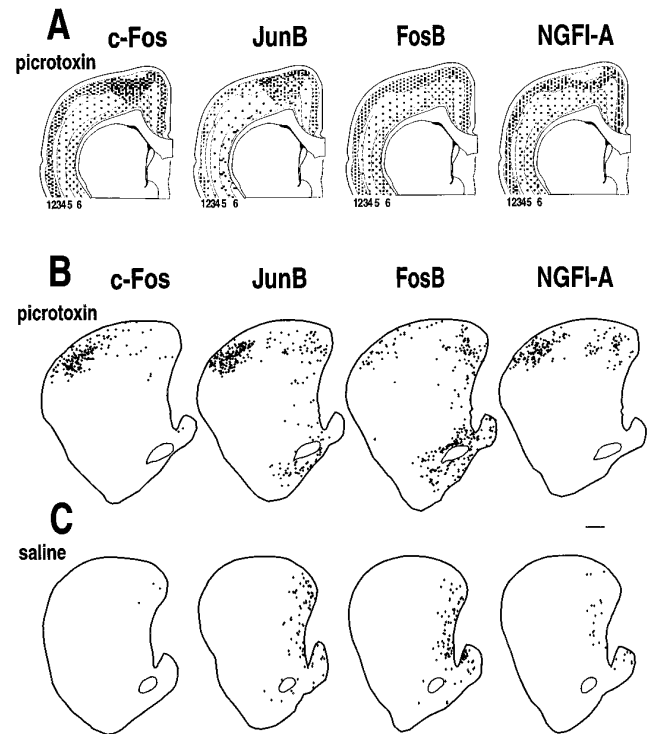 A
c-Fos JunB FosB NGFI-A
picrotoxin
12345 6 12345 6 12345 6 12345 6
B
c-Fos JunB FosB NGFI-A
picrotoxin
C
saline